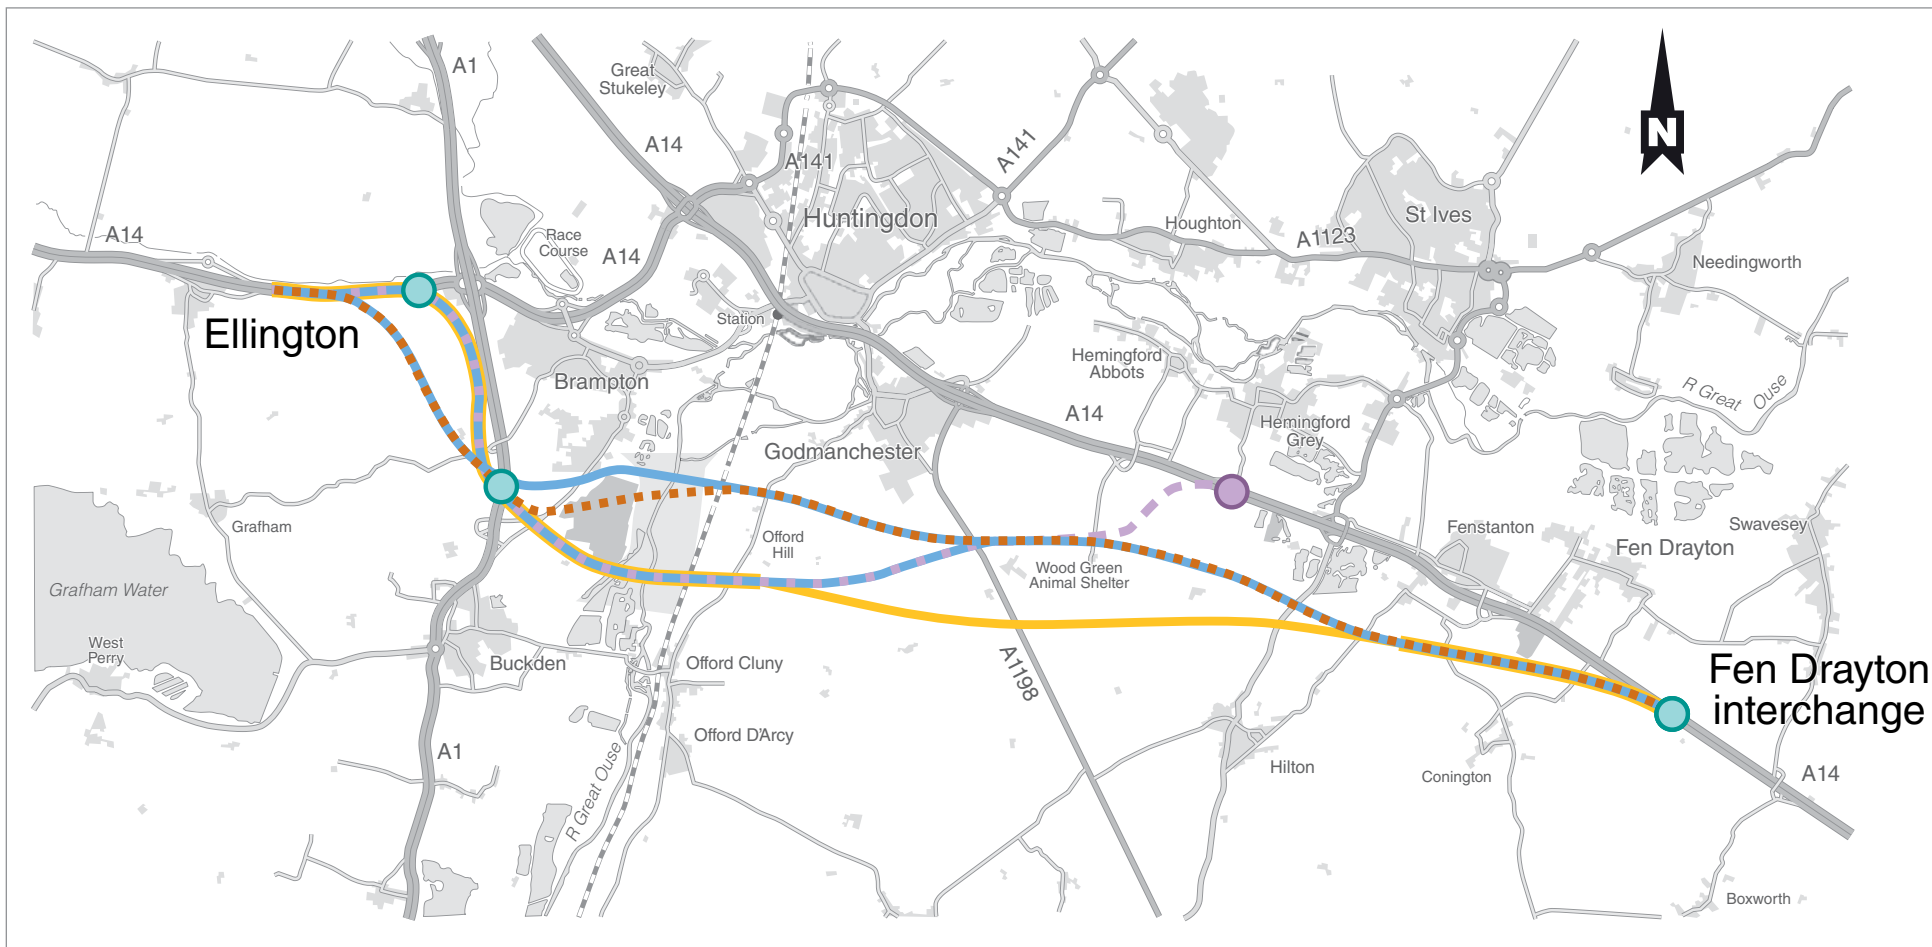 A1
Great
Stukeley
A14
A141
A141
N
Huntingdon
Houghton
St Ives
A14
Race
Course
A14
A1123
Needingworth
Ellington
Station
Hemingford
Abbots
Brampton
R Great Ouse
A14
Godmanchester
Hemingford
Grey
Grafham
Offord
Hill
Fenstanton
Swavesey
Fen Drayton
Grafham Water
Wood Green
Animal Shelter
West
Perry
Buckden
Offord Cluny
A1198
Fen Drayton
interchange
A1
Offord D'Arcy
R Great Ouse
Hilton
Conington
A14
Boxworth